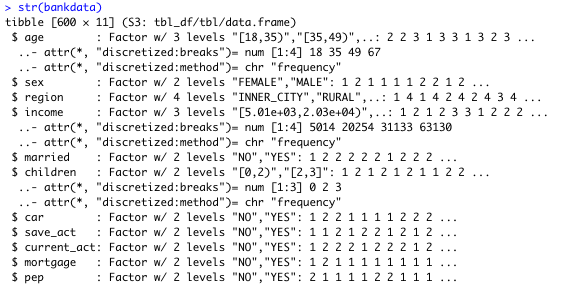 > str(bankdata)
tibble [600 × 11] (S3: tbl_df/tbl/data.frame)
 $ age        : Factor w/ 3 levels "[18,35)","[35,49)",..: 2 2 3 1 3 3 1 3 2 3 ...
  ..- attr(*, "discretized:breaks")= num [1:4] 18 35 49 67
  ..- attr(*, "discretized:method")= chr "frequency"
 $ sex        : Factor w/ 2 levels "FEMALE","MALE": 1 2 1 1 1 1 2 2 1 2 ...
 $ region     : Factor w/ 4 levels "INNER_CITY","RURAL",..: 1 4 1 4 2 4 2 4 3 4 ...
 $ income     : Factor w/ 3 levels "[5.01e+03,2.03e+04)",..: 1 2 1 2 3 3 1 2 2 2 ...
  ..- attr(*, "discretized:breaks")= num [1:4] 5014 20254 31133 63130
  ..- attr(*, "discretized:method")= chr "frequency"
 $ married    : Factor w/ 2 levels "NO","YES": 1 2 2 2 2 2 1 2 2 2 ...
 $ children   : Factor w/ 2 levels "[0,2)","[2,3]": 1 2 1 2 1 2 1 1 2 2 ...
  ..- attr(*, "discretized:breaks")= num [1:3] 0 2 3
  ..- attr(*, "discretized:method")= chr "frequency"
 $ car        : Factor w/ 2 levels "NO","YES": 1 2 2 1 1 1 1 2 2 2 ...
 $ save_act   : Factor w/ 2 levels "NO","YES": 1 1 2 1 2 2 1 2 1 2 ...
 $ current_act: Factor w/ 2 levels "NO","YES": 1 2 2 2 1 2 2 2 1 2 ...
 $ mortgage   : Factor w/ 2 levels "NO","YES": 1 2 1 1 1 1 1 1 1 1 ...
 $ pep        : Factor w/ 2 levels "NO","YES": 2 1 1 1 1 2 2 1 1 1 ...